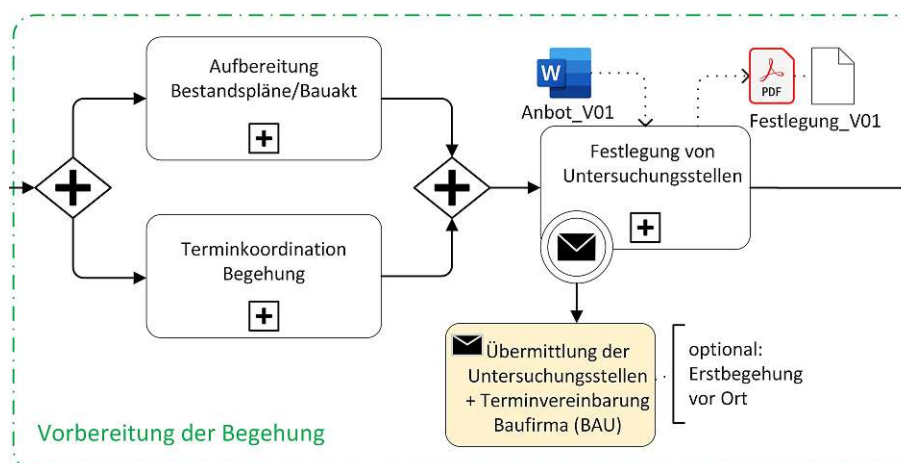 Aufbereitung
Bestandspläne/Bauakt
Terminkoordination
Begehung
W
Anbot_V01
PDF
Festlegung_V01
Festlegung von
Untersuchungsstellen
Übermittlung der
Untersuchungsstellen
+ Terminvereinbarung
Baufirma (BAU)
optional:
Erstbegehung
vor Ort
Vorbereitung der Begehung